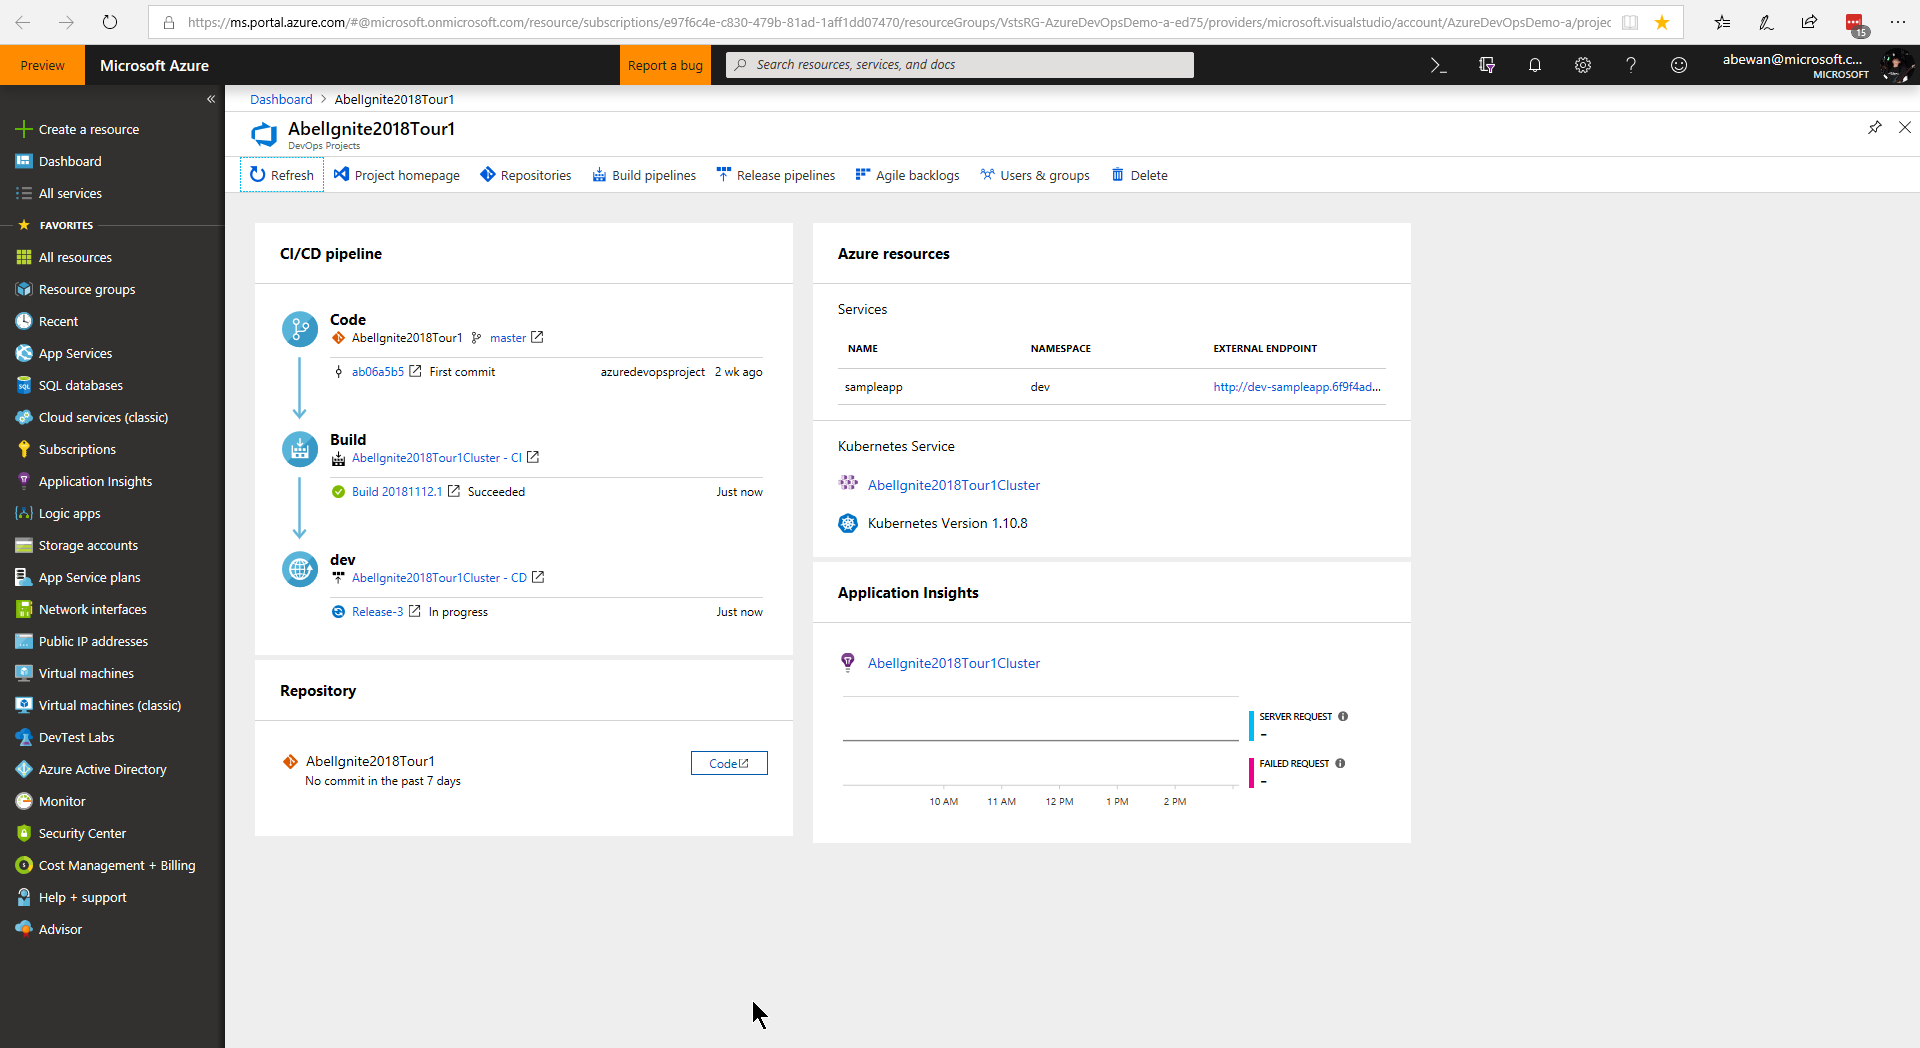 https://ms.portal.azure.com/#@microsoft.onmicrosoft.com/resource/subscriptions/e97f6c4e-c830-479b-81ad-1aff1dd07470/resourceGroups/VstsRG-AzureDevOpsDemo-a-ed75/providers/microsoft.visualstudio/account/AzureDevOpsDemo-a/projec
15
Preview
Microsoft Azure
Report a bug
Search resources, services, and docs
abewan@microsoft.c...
MICROSOFT
«
Create a resource
Dashboard
All services
FAVORITES
All resources
Resource groups
Recent
App Services
SQL databases
Cloud services (classic)
Subscriptions
Application Insights
Logic apps
Storage accounts
App Service plans
Network interfaces
Public IP addresses
Virtual machines
Virtual machines (classic)
DevTest Labs
Azure Active Directory
Monitor
Security Center
Cost Management + Billing
Help + support
Advisor
Dashboard > AbelIgnite2018Tour1
AbelIgnite2018Tour1
DevOps Projects
Refresh Project homepage Repositories Build pipelines Release pipelines Agile backlogs Users & groups Delete
CI/CD pipeline
Code
AbelIgnite2018Tour1 master
ab06a5b5 First commit azuredevopsproject 2 wk ago
Build
AbelIgnite2018Tour1Cluster - CI
Build 20181112.1 Succeeded Just now
dev
AbelIgnite2018Tour1Cluster - CD
Release-3 In progress Just now
Repository
AbelIgnite2018Tour1
No commit in the past 7 days
Code
Azure resources
Services
NAME NAMESPACE EXTERNAL ENDPOINT
sampleapp dev http://dev-sampleapp.6f9f4ad...
Kubernetes Service
AbelIgnite2018Tour1Cluster
Kubernetes Version 1.10.8
Application Insights
AbelIgnite2018Tour1Cluster
SERVER REQUEST
-
FAILED REQUEST
-
10 AM 11 AM 12 PM 1 PM 2 PM